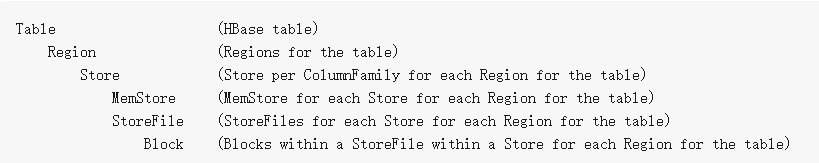 Table (HBase table)
Region (Regions for the table)
Store (Store per ColumnFamily for each Region for the table)
MemStore (MemStore for each Store for each Region for the table)
StoreFile (StoreFiles for each Store for each Region for the table)
Block (Blocks within a StoreFile within a Store for each Region for the table)